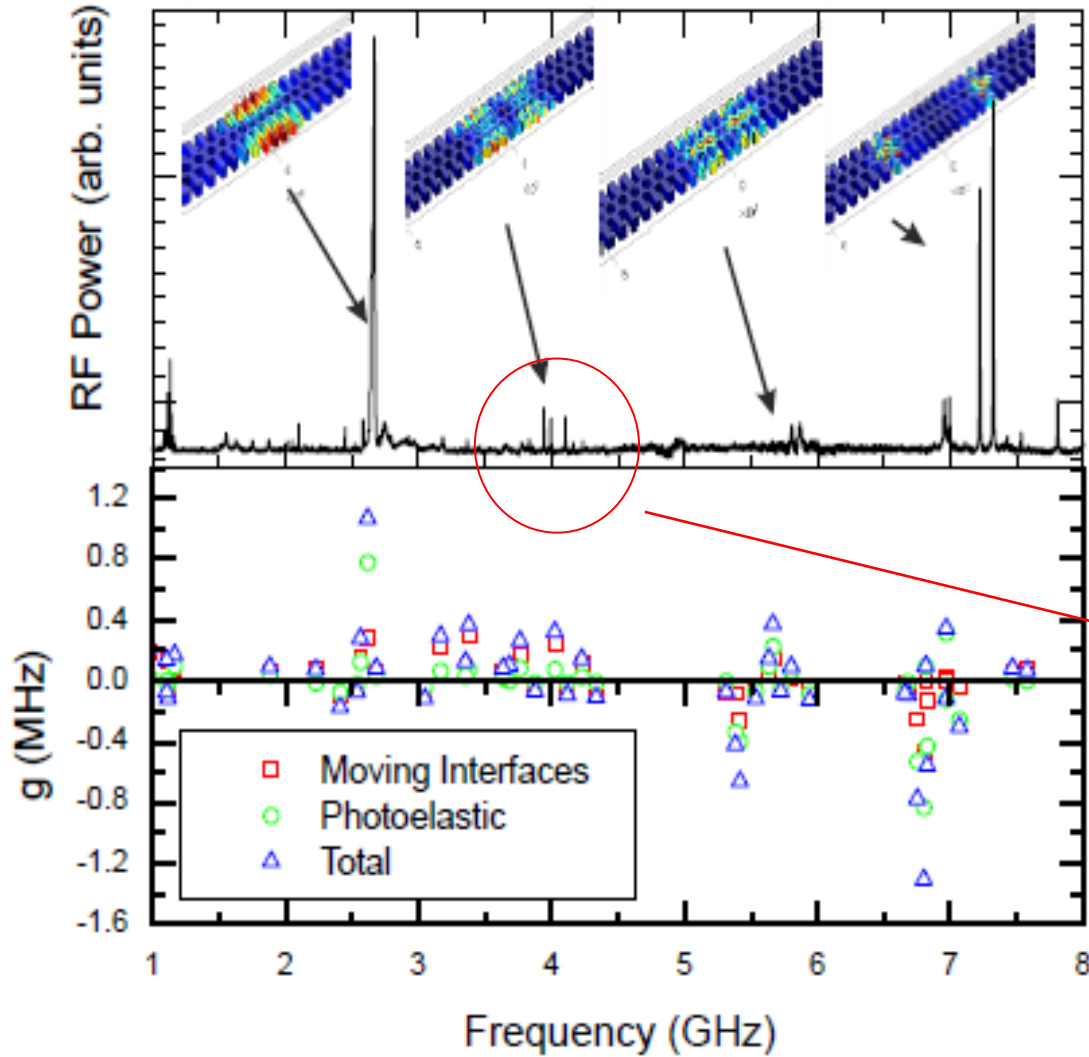 RF Power (arb. units)
1.2
0.8
0.4
0.0
-0.4
-0.8
-1.2
-1.6
g (MHz)
Moving Interfaces
Photoelastic
Total
1 2 3 4 5 6 7 8
Frequency (GHz)